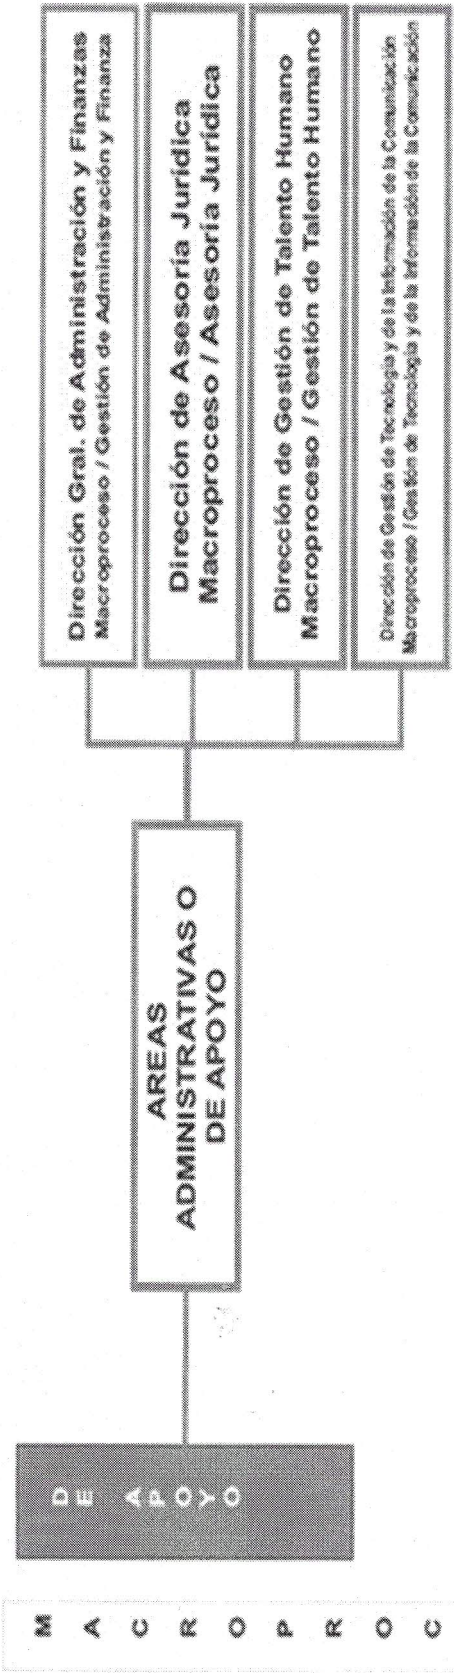 M
A
C
R
O
P
R
O
C
D
E
A
P
O
Y
O
AREAS
ADMINISTRATIVAS O
DE APOYO
Dirección Gral. de Administración y Finanzas
Macroproceso / Gestión de Administración y Finanza
Dirección de Asesoría Jurídica
Macroproceso / Asesoría Jurídica
Dirección de Gestión de Talento Humano
Macroproceso / Gestión de Talento Humano
Dirección de Gestión de Tecnología y de la Información de la Comunicación
Macroproceso / Gestión de Tecnología y de la Información de la Comunicación